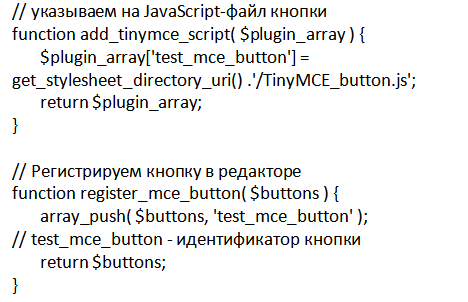 // указываем на JavaScript-файл кнопки
function add_tinymce_script( $plugin_array ) {
$plugin_array['test_mce_button'] =
get_stylesheet_directory_uri() .'/TinyMCE_button.js';
return $plugin_array;
}
// Регистрируем кнопку в редакторе
function register_mce_button( $buttons ) {
array_push( $buttons, 'test_mce_button' );
// test_mce_button - идентификатор кнопки
return $buttons;
}